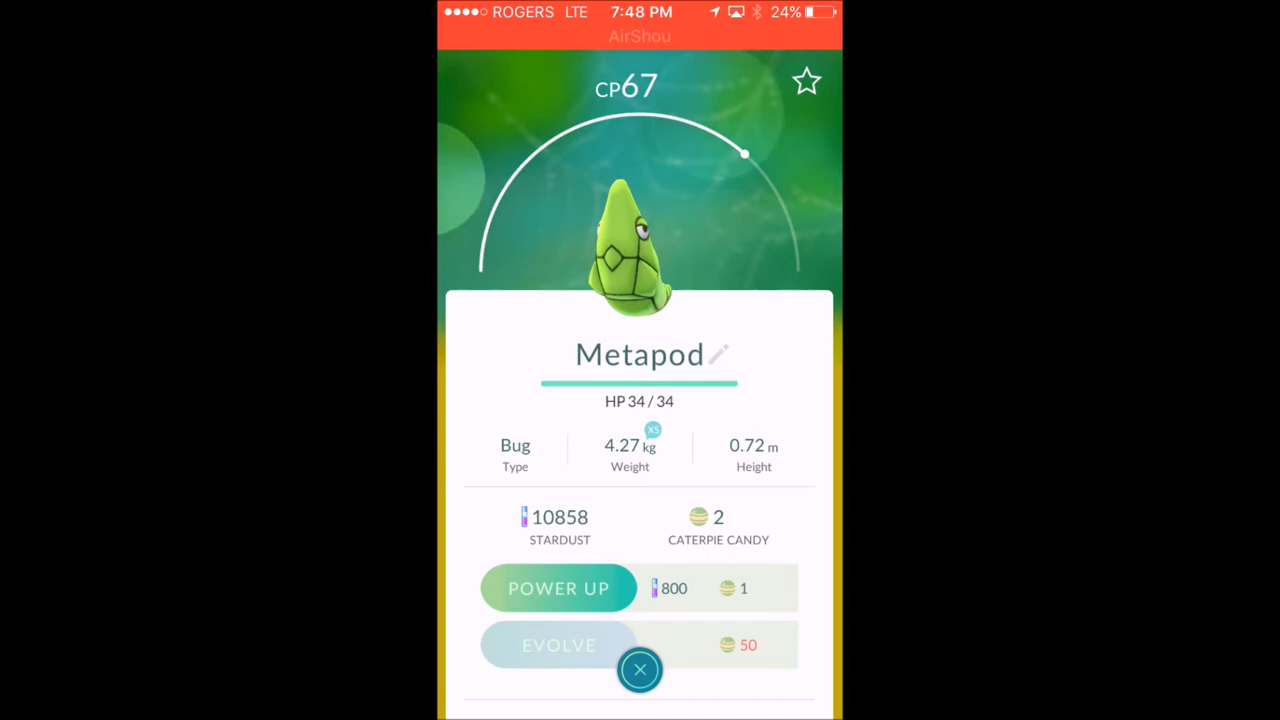 ROGERS LTE 7:48 PM 24%
AirShou
CP67
Metapod
HP 34 / 34
XS
Bug 4.27 kg 0.72 m
Type Weight Height
10858 2
STARDUST CATERPIE CANDY
POWER UP 800 1
EVOLVE 50